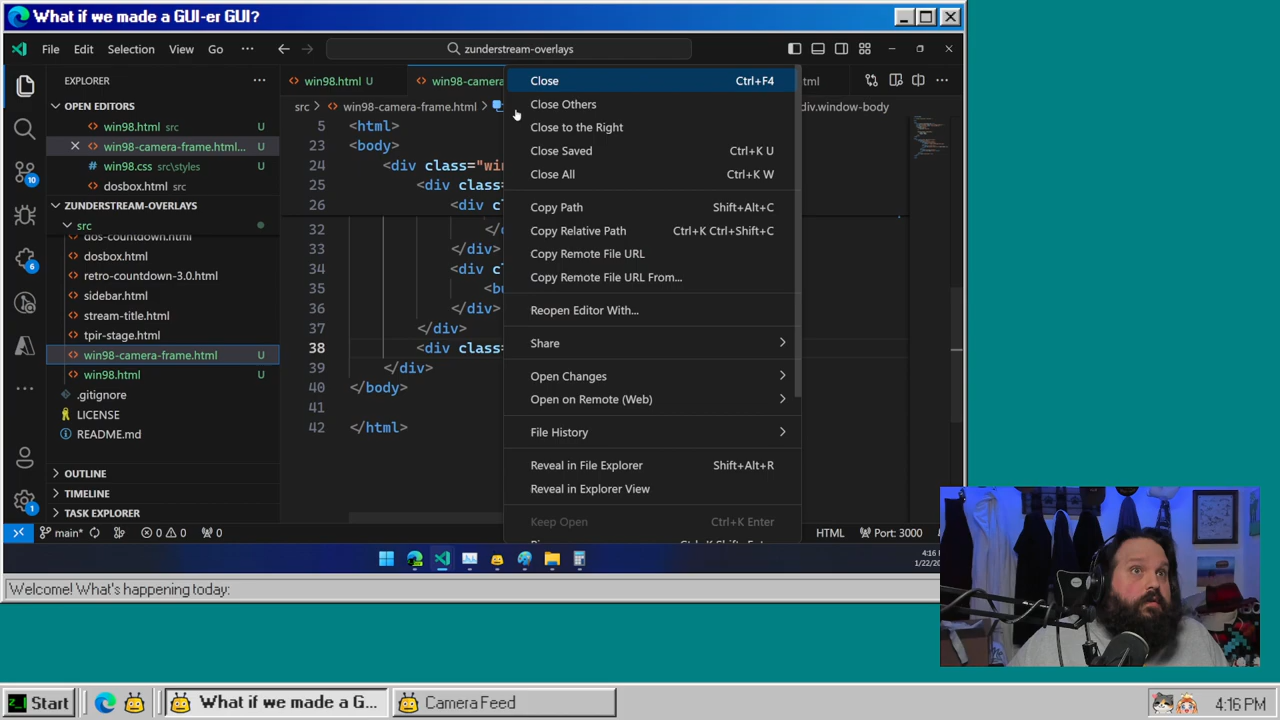 What if we made a GUI-er GUI?
File Edit Selection View Go ··· zunderstream-overlays
EXPLORER ···
win98.html U
win98-camera
OPEN EDITORS
win98.html src U
win98-camera-frame.html... U
win98.css src\styles U
dosbox.html src
ZUNDERSTREAM-OVERLAYS
src
dos-countdown.html
dosbox.html
retro-countdown-3.0.html
sidebar.html
stream-title.html
tpir-stage.html
win98-camera-frame.html U
win98.html U
.gitignore
LICENSE
README.md
OUTLINE
TIMELINE
TASK EXPLORER
10
6
1
src > win98-camera-frame.html >
div.window-body
5 <html>
23 <body>
24 <div class="wi
25 <div class=
26 <div cl
32 </
33 </div>
34 <div cl
35 <bu
36 </div>
37 </div>
38 <div class=
39 </div>
40 </body>
41
42 </html>
Close Ctrl+F4
Close Others
Close to the Right
Close Saved Ctrl+K U
Close All Ctrl+K W
Copy Path Shift+Alt+C
Copy Relative Path Ctrl+K Ctrl+Shift+C
Copy Remote File URL
Copy Remote File URL From...
Reopen Editor With...
Share
Open Changes
Open on Remote (Web)
File History
Reveal in File Explorer Shift+Alt+R
Reveal in Explorer View
Keep Open Ctrl+K Enter
main* 0 0 0 HTML Port: 3000
4:16 P
Welcome! What's happening today:
Start What if we made a G... Camera Feed 4:16 PM